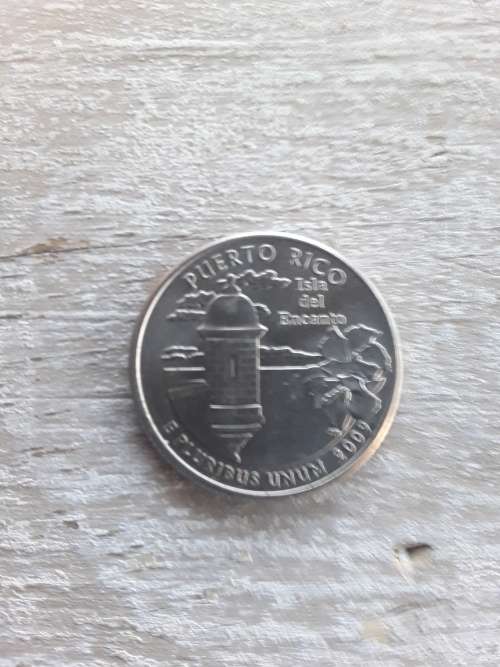 PUERTO RICO
Isla
del
Encanto
E PLURIBUS UNUM 2009